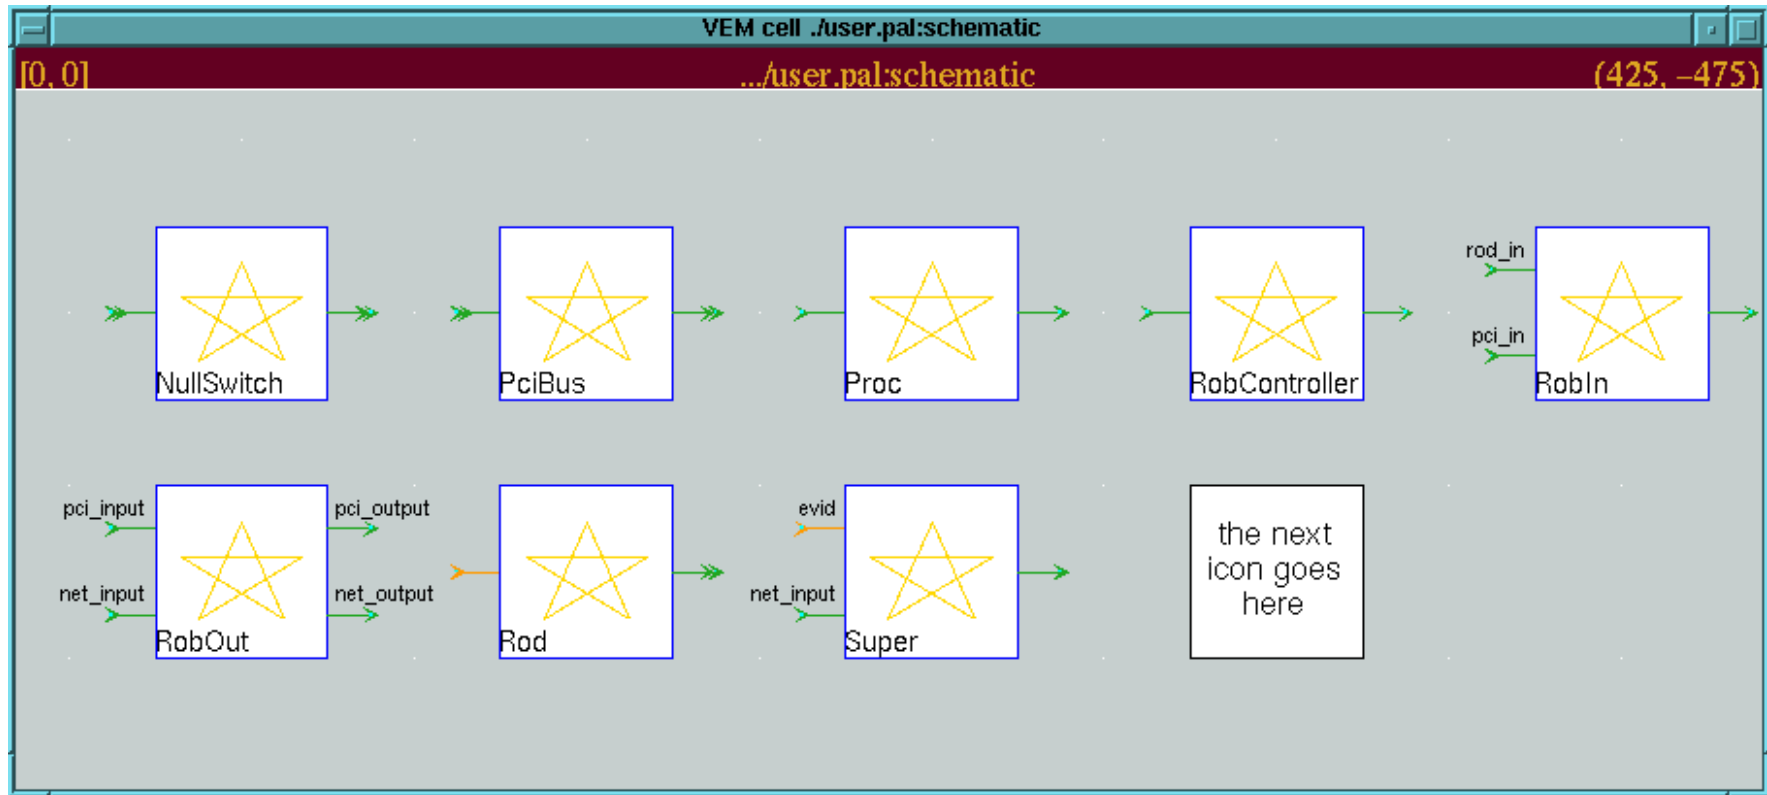 VEM cell ./user.pal:schematic
[0, 0] .../user.pal:schematic (425, −475)
NullSwitch
PciBus
Proc
RobController
rod_in
pci_in
RobIn
pci_input
pci_output
net_input
net_output
RobOut
Rod
evid
net_input
Super
the next
icon goes
here